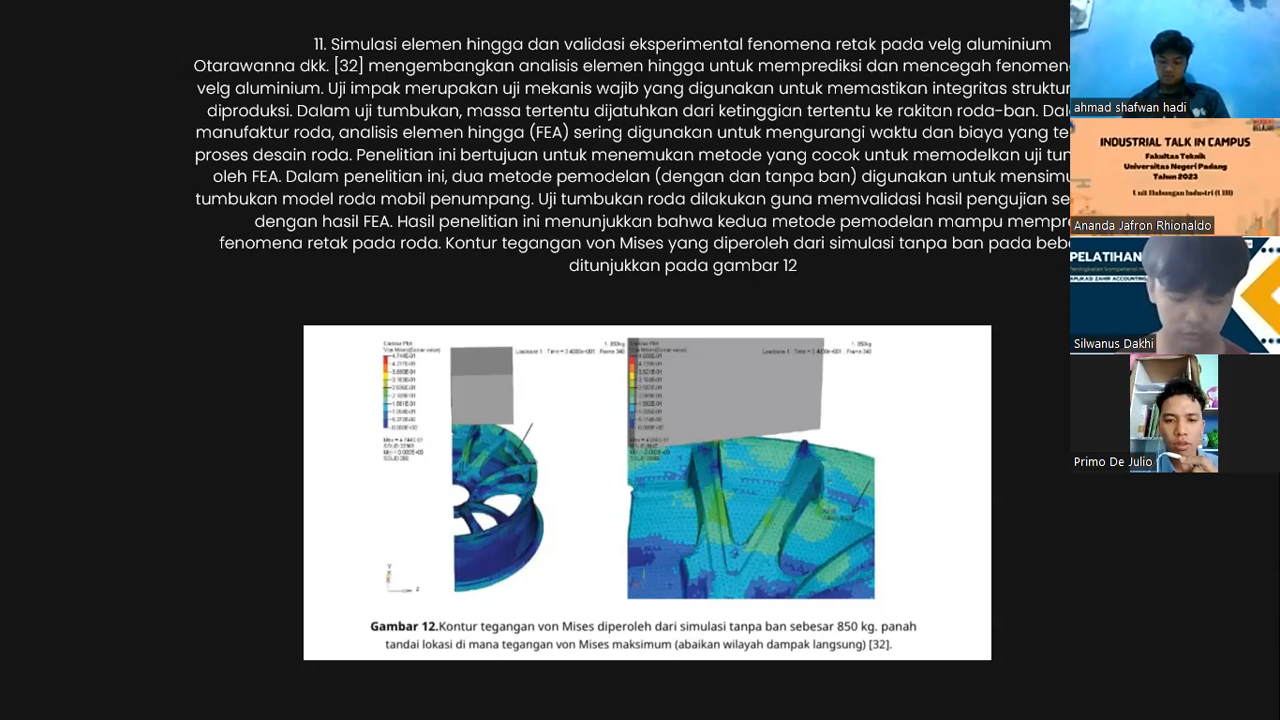 11. Simulasi elemen hingga dan validasi eksperimental fenomena retak pada velg aluminium
Otarawanna dkk. [32] mengembangkan analisis elemen hingga untuk memprediksi dan mencegah fenomen
velg aluminium. Uji impak merupakan uji mekanis wajib yang digunakan untuk memastikan integritas struktur
diproduksi. Dalam uji tumbukan, massa tertentu dijatuhkan dari ketinggian tertentu ke rakitan roda-ban. Dal
manufaktur roda, analisis elemen hingga (FEA) sering digunakan untuk mengurangi waktu dan biaya yang te
proses desain roda. Penelitian ini bertujuan untuk menemukan metode yang cocok untuk memodelkan uji tu
oleh FEA. Dalam penelitian ini, dua metode pemodelan (dengan dan tanpa ban) digunakan untuk mensimu
tumbukan model roda mobil penumpang. Uji tumbukan roda dilakukan guna memvalidasi hasil pengujian se
dengan hasil FEA. Hasil penelitian ini menunjukkan bahwa kedua metode pemodelan mampu mempre
fenomena retak pada roda. Kontur tegangan von Mises yang diperoleh dari simulasi tanpa ban pada beb
ditunjukkan pada gambar 12
Gambar 12.Kontur tegangan von Mises diperoleh dari simulasi tanpa ban sebesar 850 kg. panah
tandai lokasi di mana tegangan von Mises maksimum (abaikan wilayah dampak langsung) [32].
ahmad shafwan hadi
INDUSTRIAL TALK IN CAMPUS
Fakultas Teknik
Universitas Negeri Padang
Tahun 2023
Unit Hubungan Industri (UHI)
Ananda Jafron Rhionaldo
PELATIHAN
APLIKASI ZAHIR ACCOUNTING
Silwanus Dakhi
Primo De Julio